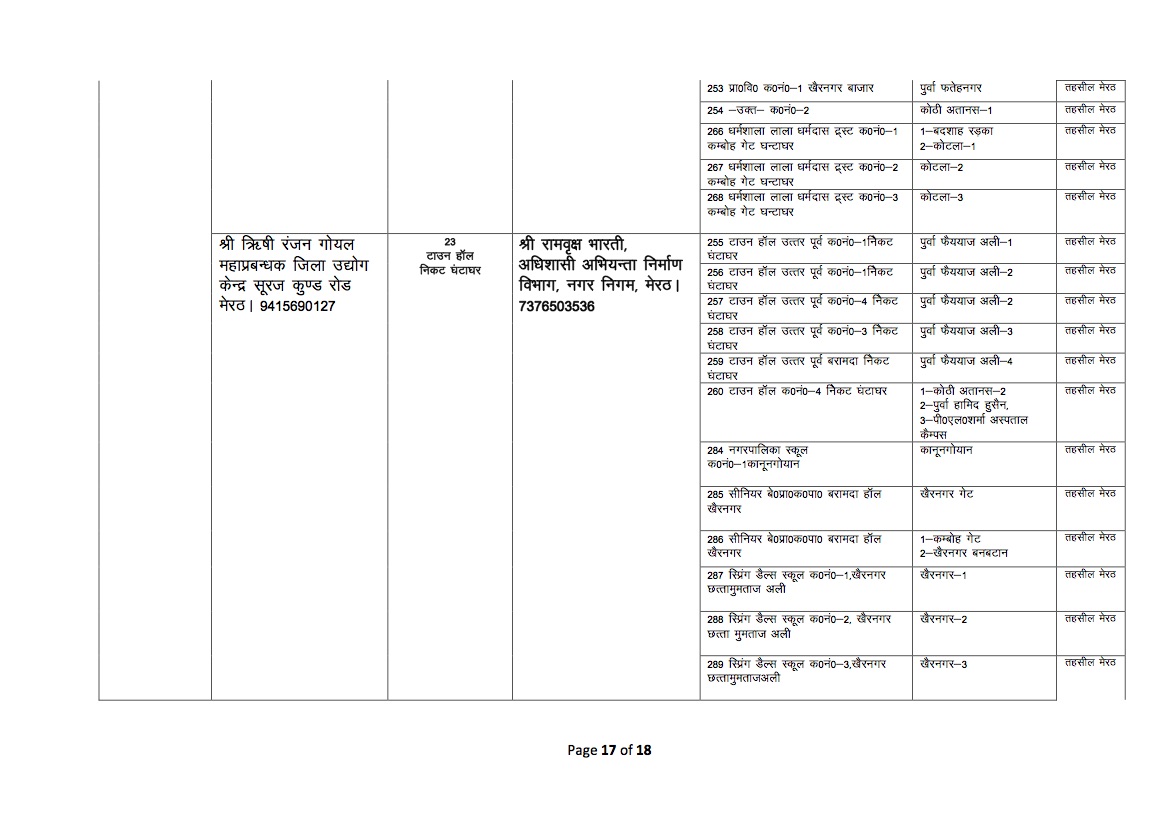 253 प्रा0वि0 क0नं0–1 खैरनगर बाजार
पुर्वा फतेहनगर
तहसील मेरठ
254 –उक्त– क0नं0–2
कोठी अतानस–1
तहसील मेरठ
266 धर्मशाला लाला धर्मदास ट्रस्ट क0नं0–1
कम्बोह गेट घन्टाघर
1–बदशाह रड़का
2–कोटला–1
तहसील मेरठ
267 धर्मशाला लाला धर्मदास ट्रस्ट क0नं0–2
कम्बोह गेट घन्टाघर
कोटला–2
तहसील मेरठ
268 धर्मशाला लाला धर्मदास ट्रस्ट क0नं0–3
कम्बोह गेट घन्टाघर
कोटला–3
तहसील मेरठ
श्री ऋिषी रंजन गोयल
महाप्रबन्धक जिला उद्योग
केन्द्र सूरज कुण्ड रोड
मेरठ। 9415690127
23
टाउन हॉल
निकट घंटाघर
श्री रामवृक्ष भारती,
अधिशासी अभियन्ता निर्माण
विभाग, नगर निगम, मेरठ।
7376503536
255 टाउन हॉल उत्तर पूर्व क0नं0–1निकट
घंटाघर
पुर्वा फैययाज अली–1
तहसील मेरठ
256 टाउन हॉल उत्तर पूर्व क0नं0–1निकट
घंटाघर
पुर्वा फैययाज अली–2
तहसील मेरठ
257 टाउन हॉल उत्तर पूर्व क0नं0–4 निकट
घंटाघर
पुर्वा फैययाज अली–2
तहसील मेरठ
258 टाउन हॉल उत्तर पूर्व क0नं0–3 निकट
घंटाघर
पुर्वा फैययाज अली–3
तहसील मेरठ
259 टाउन हॉल उत्तर पूर्व बरामदा निकट
घंटाघर
पुर्वा फैययाज अली–4
तहसील मेरठ
260 टाउन हॉल क0नं0–4 निकट घंटाघर
1–कोठी अतानस–2
2–पुर्वा हामिद हुसैन,
3–पी0एल0शर्मा अस्पताल
कैम्पस
तहसील मेरठ
284 नगरपालिका स्कूल
क0नं0–1कानूनगोयान
कानूनगोयान
तहसील मेरठ
285 सीनियर बे0प्रा0क0पा0 बरामदा हॉल
खैरनगर
खैरनगर गेट
तहसील मेरठ
286 सीनियर बे0प्रा0क0पा0 बरामदा हॉल
खैरनगर
1–कम्बोह गेट
2–खैरनगर बनबटान
तहसील मेरठ
287 स्प्रिंग डैल्स स्कूल क0नं0–1,खैरनगर
छत्तामुमताज अली
खैरनगर–1
तहसील मेरठ
288 स्प्रिंग डैल्स स्कूल क0नं0–2, खैरनगर
छत्ता मुमताज अली
खैरनगर–2
तहसील मेरठ
289 स्प्रिंग डैल्स स्कूल क0नं0–3,खैरनगर
छत्तामुमताजअली
खैरनगर–3
तहसील मेरठ
Page 17 of 18